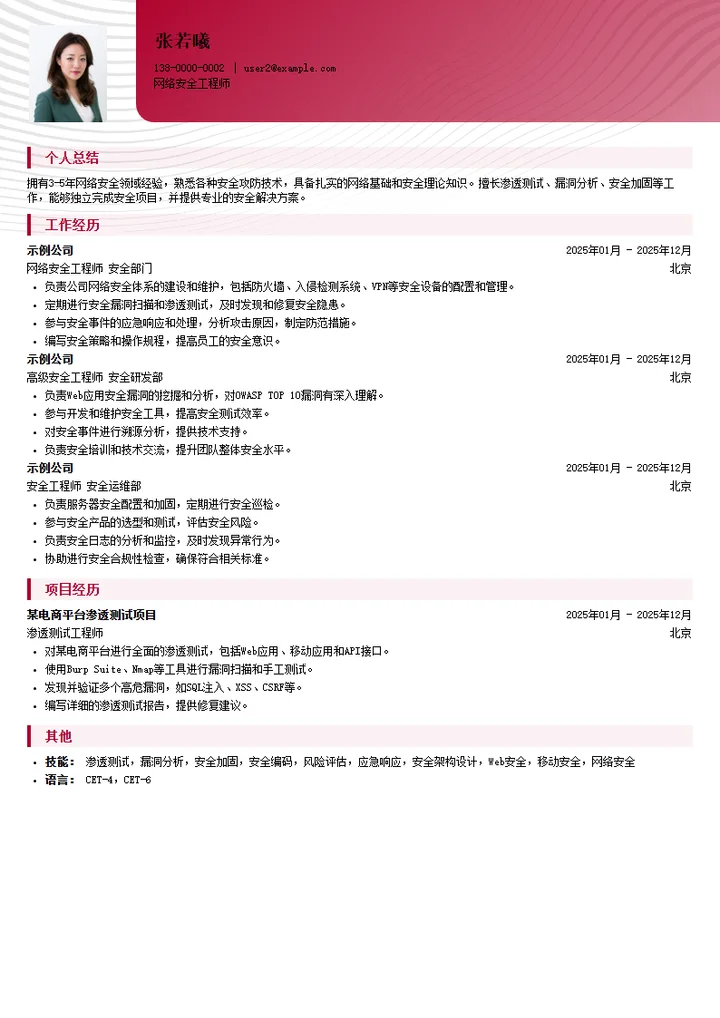 张若曦
138-0000-0002 | user2@example.com
网络安全工程师
个人总结
拥有3-5年网络安全领域经验，熟悉各种安全攻防技术，具备扎实的网络基础和安全理论知识。擅长渗透测试、漏洞分析、安全加固等工
作，能够独立完成安全项目，并提供专业的安全解决方案。
工作经历
示例公司 2025年01月 - 2025年12月
网络安全工程师 安全部门 北京
• 负责公司网络安全体系的建设和维护，包括防火墙、入侵检测系统、VPN等安全设备的配置和管理。
• 定期进行安全漏洞扫描和渗透测试，及时发现和修复安全隐患。
• 参与安全事件的应急响应和处理，分析攻击原因，制定防范措施。
• 编写安全策略和操作规程，提高员工的安全意识。
示例公司 2025年01月 - 2025年12月
高级安全工程师 安全研发部 北京
• 负责Web应用安全漏洞的挖掘和分析，对OWASP TOP 10漏洞有深入理解。
• 参与开发和维护安全工具，提高安全测试效率。
• 对安全事件进行溯源分析，提供技术支持。
• 负责安全培训和技术交流，提升团队整体安全水平。
示例公司 2025年01月 - 2025年12月
安全工程师 安全运维部 北京
• 负责服务器安全配置和加固，定期进行安全巡检。
• 参与安全产品的选型和测试，评估安全风险。
• 负责安全日志的分析和监控，及时发现异常行为。
• 协助进行安全合规性检查，确保符合相关标准。
项目经历
某电商平台渗透测试项目 2025年01月 - 2025年12月
渗透测试工程师 北京
• 对某电商平台进行全面的渗透测试，包括Web应用、移动应用和API接口。
• 使用Burp Suite、Nmap等工具进行漏洞扫描和手工测试。
• 发现并验证多个高危漏洞，如SQL注入、XSS、CSRF等。
• 编写详细的渗透测试报告，提供修复建议。
其他
• 技能： 渗透测试，漏洞分析，安全加固，安全编码，风险评估，应急响应，安全架构设计，Web安全，移动安全，网络安全
• 语言： CET-4，CET-6